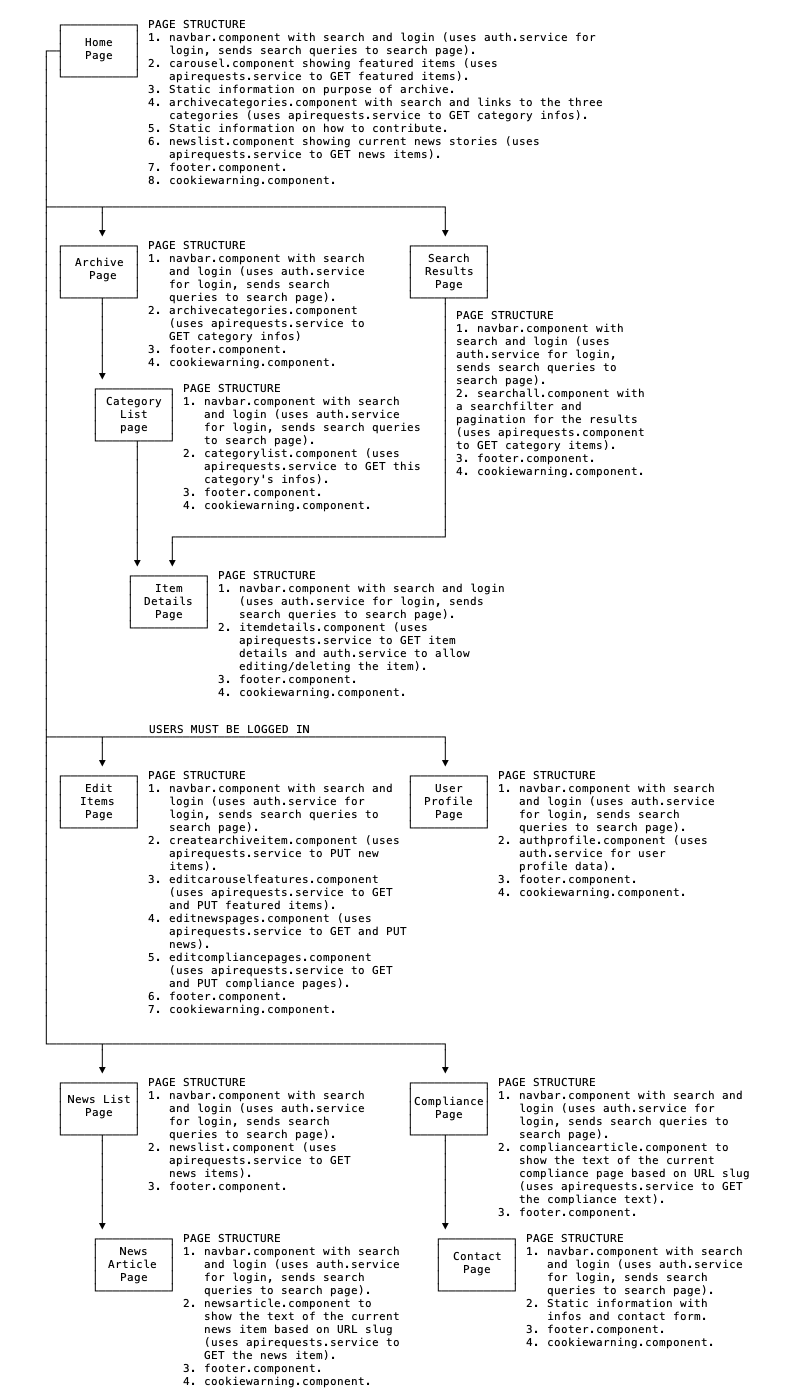 Home
Page
PAGE STRUCTURE
1. navbar.component with search and login (uses auth.service for
login, sends search queries to search page).
2. carousel.component showing featured items (uses
apirequests.service to GET featured items).
3. Static information on purpose of archive.
4. archivecategories.component with search and links to the three
categories (uses apirequests.service to GET category infos).
5. Static information on how to contribute.
6. newslist.component showing current news stories (uses
apirequests.service to GET news items).
7. footer.component.
8. cookiewarning.component.
Archive
Page
PAGE STRUCTURE
1. navbar.component with search
and login (uses auth.service
for login, sends search
queries to search page).
2. archivecategories.component
(uses apirequests.service to
GET category infos)
3. footer.component.
4. cookiewarning.component.
Search
Results
Page
PAGE STRUCTURE
1. navbar.component with
search and login (uses
auth.service for login,
sends search queries to
search page).
2. searchall.component with
a searchfilter and
pagination for the results
(uses apirequests.component
to GET category items).
3. footer.component.
4. cookiewarning.component.
Category
List
page
PAGE STRUCTURE
1. navbar.component with search
and login (uses auth.service
for login, sends search queries
to search page).
2. categorylist.component (uses
apirequests.service to GET this
category's infos).
3. footer.component.
4. cookiewarning.component.
Item
Details
Page
PAGE STRUCTURE
1. navbar.component with search and login
(uses auth.service for login, sends
search queries to search page).
2. itemdetails.component (uses
apirequests.service to GET item
details and auth.service to allow
editing/deleting the item).
3. footer.component.
4. cookiewarning.component.
USERS MUST BE LOGGED IN
Edit
Items
Page
PAGE STRUCTURE
1. navbar.component with search and
login (uses auth.service for
login, sends search queries to
search page).
2. createarchiveitem.component (uses
apirequests.service to PUT new
items).
3. editcarouselfeatures.component
(uses apirequests.service to GET
and PUT featured items).
4. editnewspages.component (uses
apirequests.service to GET and PUT
news).
5. editcompliancepages.component
(uses apirequests.service to GET
and PUT compliance pages).
6. footer.component.
7. cookiewarning.component.
User
Profile
Page
PAGE STRUCTURE
1. navbar.component with search
and login (uses auth.service
for login, sends search
queries to search page).
2. authprofile.component (uses
auth.service for user
profile data).
3. footer.component.
4. cookiewarning.component.
News List
Page
PAGE STRUCTURE
1. navbar.component with search
and login (uses auth.service
for login, sends search
queries to search page).
2. newslist.component (uses
apirequests.service to GET
news items).
3. footer.component.
Compliance
Page
PAGE STRUCTURE
1. navbar.component with search and
login (uses auth.service for
login, sends search queries to
search page).
2. compliancearticle.component to
show the text of the current
compliance page based on URL slug
(uses apirequests.service to GET
the compliance text).
3. footer.component.
News
Article
Page
PAGE STRUCTURE
1. navbar.component with search
and login (uses auth.service
for login, sends search
queries to search page).
2. newsarticle.component to
show the text of the current
news item based on URL slug
(uses apirequests.service to
GET the news item).
3. footer.component.
4. cookiewarning.component.
Contact
Page
PAGE STRUCTURE
1. navbar.component with search
and login (uses auth.service
for login, sends search
queries to search page).
2. Static information with
infos and contact form.
3. footer.component.
4. cookiewarning.component.